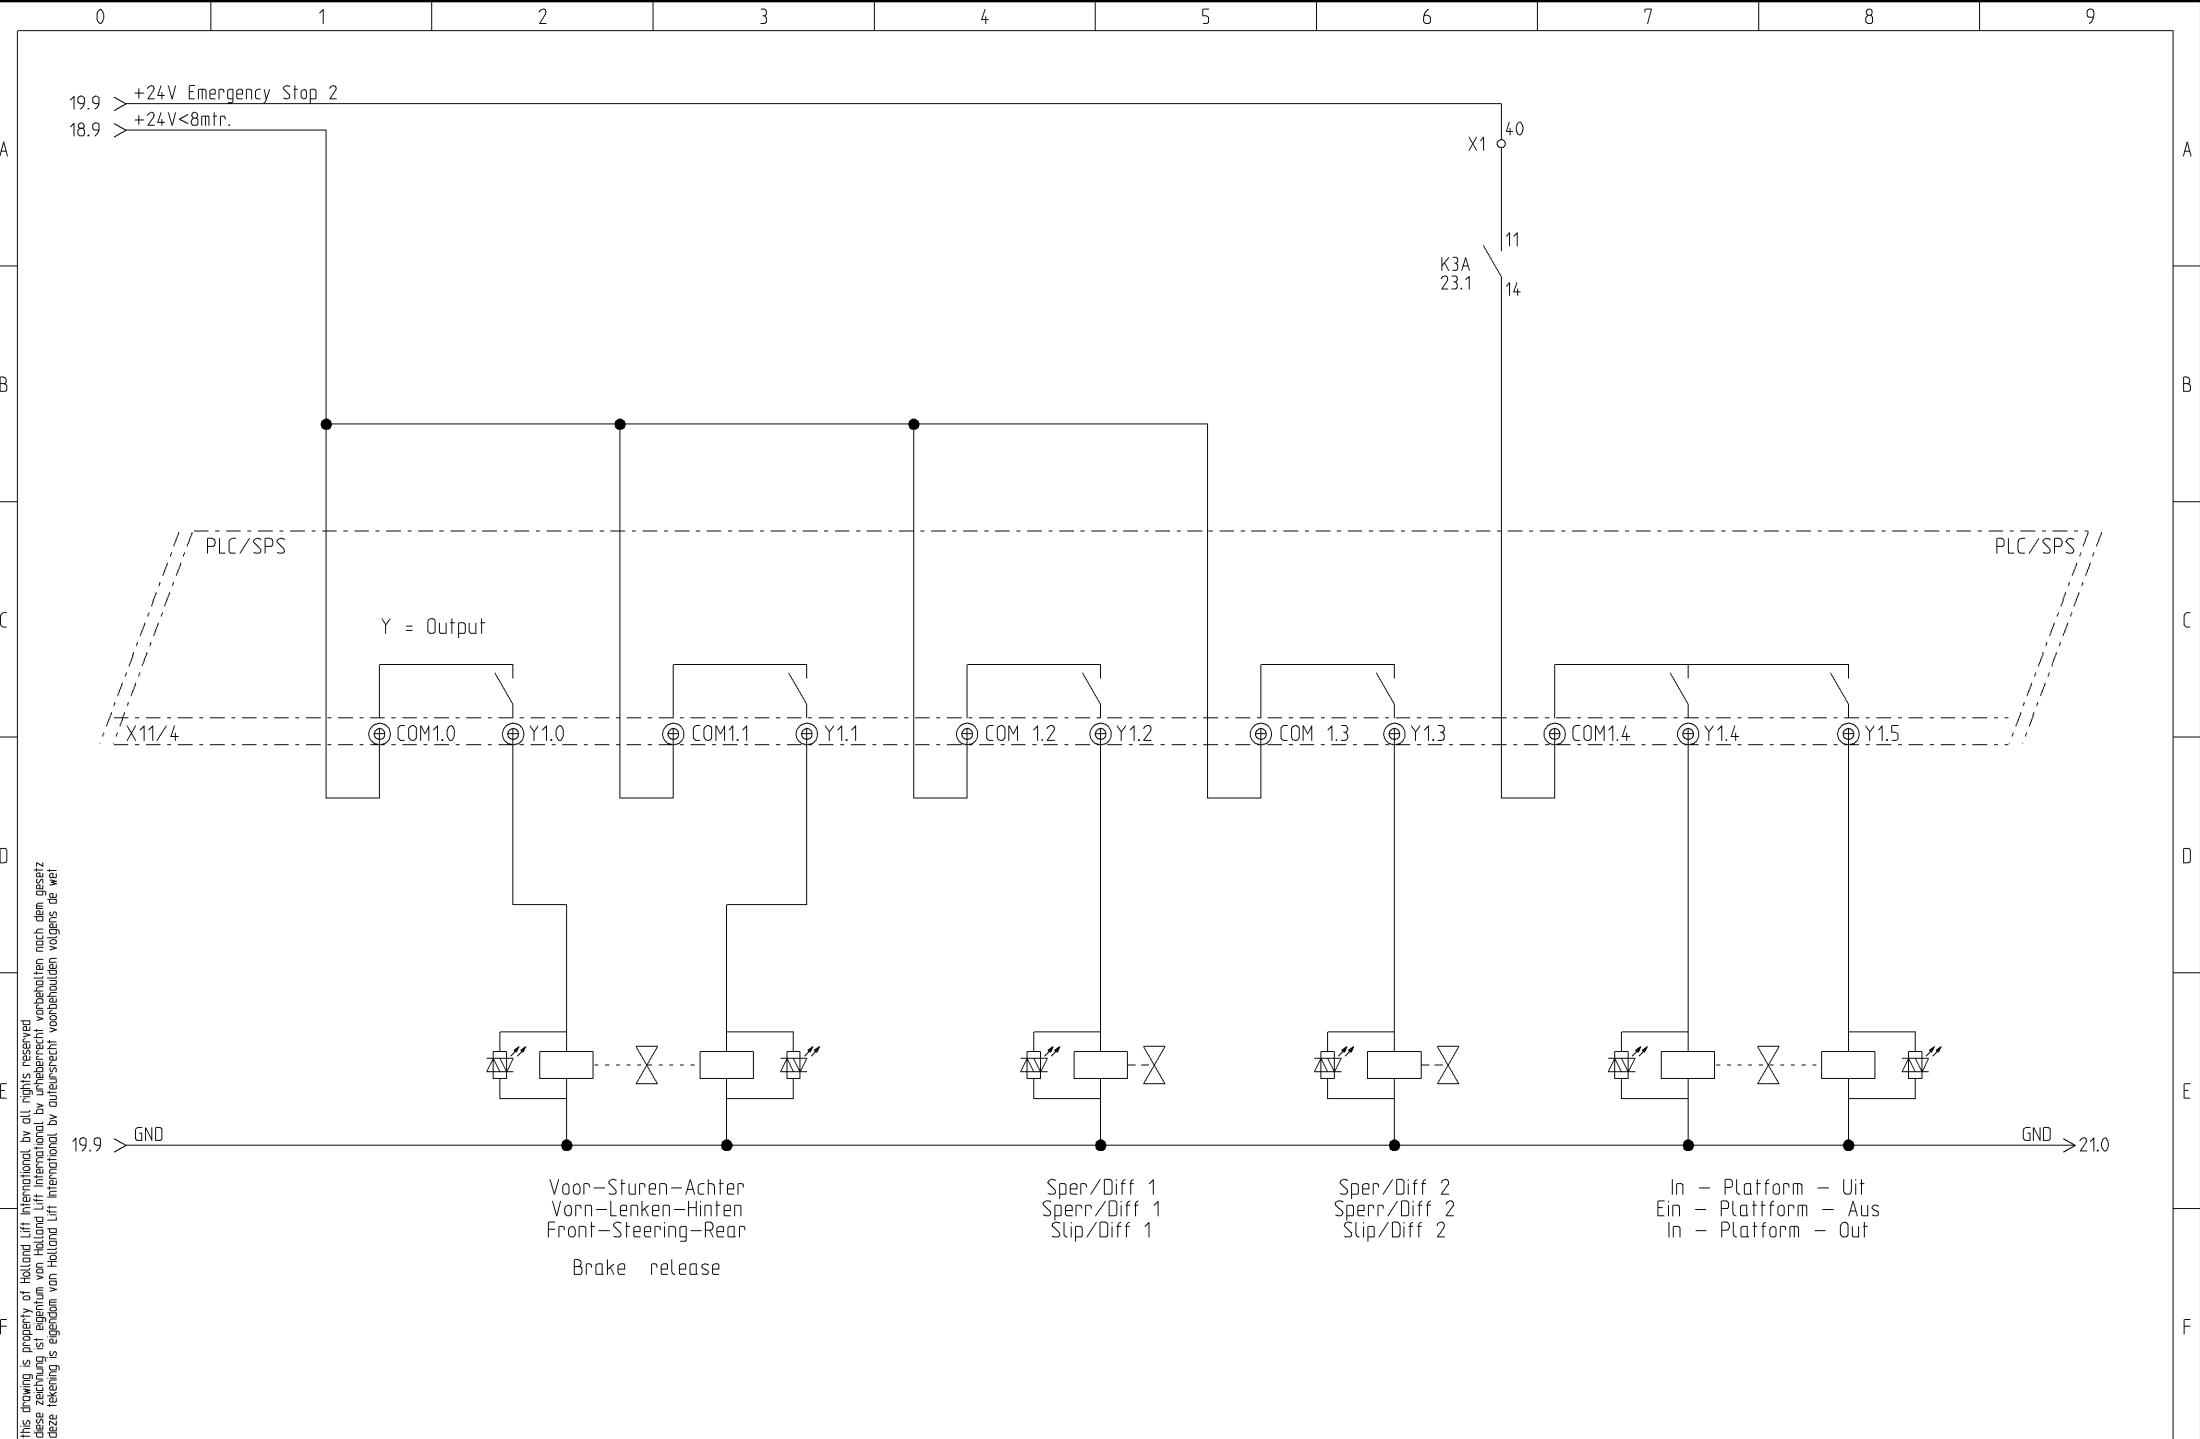 0 1 2 3 4 5 6 7 8 9
19.9 +24V Emergency Stop 2
18.9 +24V<8mtr.
40
X1
A A
11
K3A
23.1
14
B B
PLC/SPS PLC/SPS
Y = Output
C C
X11/4 COM1.0 Y1.0 COM1.1 Y1.1 COM 1.2 Y1.2 COM 1.3 Y1.3 COM1.4 Y1.4 Y1.5
D D
E E
19.9 GND GND 21.0
Voor-Sturen-Achter
Vorn-Lenken-Hinten
Front-Steering-Rear
Brake release
Sper/Diff 1
Sperr/Diff 1
Slip/Diff 1
Sper/Diff 2
Sperr/Diff 2
Slip/Diff 2
In - Platform - Uit
Ein - Plattform - Aus
In - Platform - Out
F F
this drawing is property of Holland Lift International bv all rights reserved
diese zeichnung ist eigentum von Holland Lift International bv urheberrecht vorbehalten nach dem gesetz
deze tekening is eigendom van Holland Lift International bv auteursrecht voorbehoulden volgens de wet